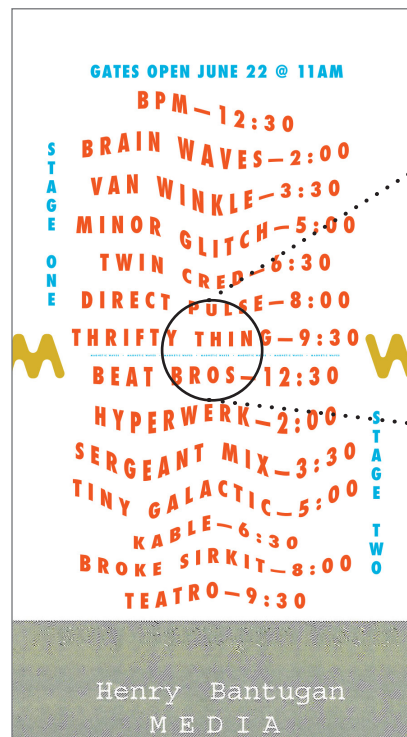 GATES OPEN JUNE 22 @ 11AM
STAGE ONE
BPM—12:30
BRAIN WAVES—2:00
VAN WINKLE—3:30
MINOR GLITCH—5:00
TWIN CRED—6:30
DIRECT PULSE—8:00
THRIFTY THING—9:30
BEAT BROS—12:30
HYPERWERK—2:00
SERGEANT MIX—3:30
TINY GALACTIC—5:00
KABLE—6:30
BROKE SIRKIT—8:00
TEATRO—9:30
STAGE TWO
Henry Bantugan
MEDIA